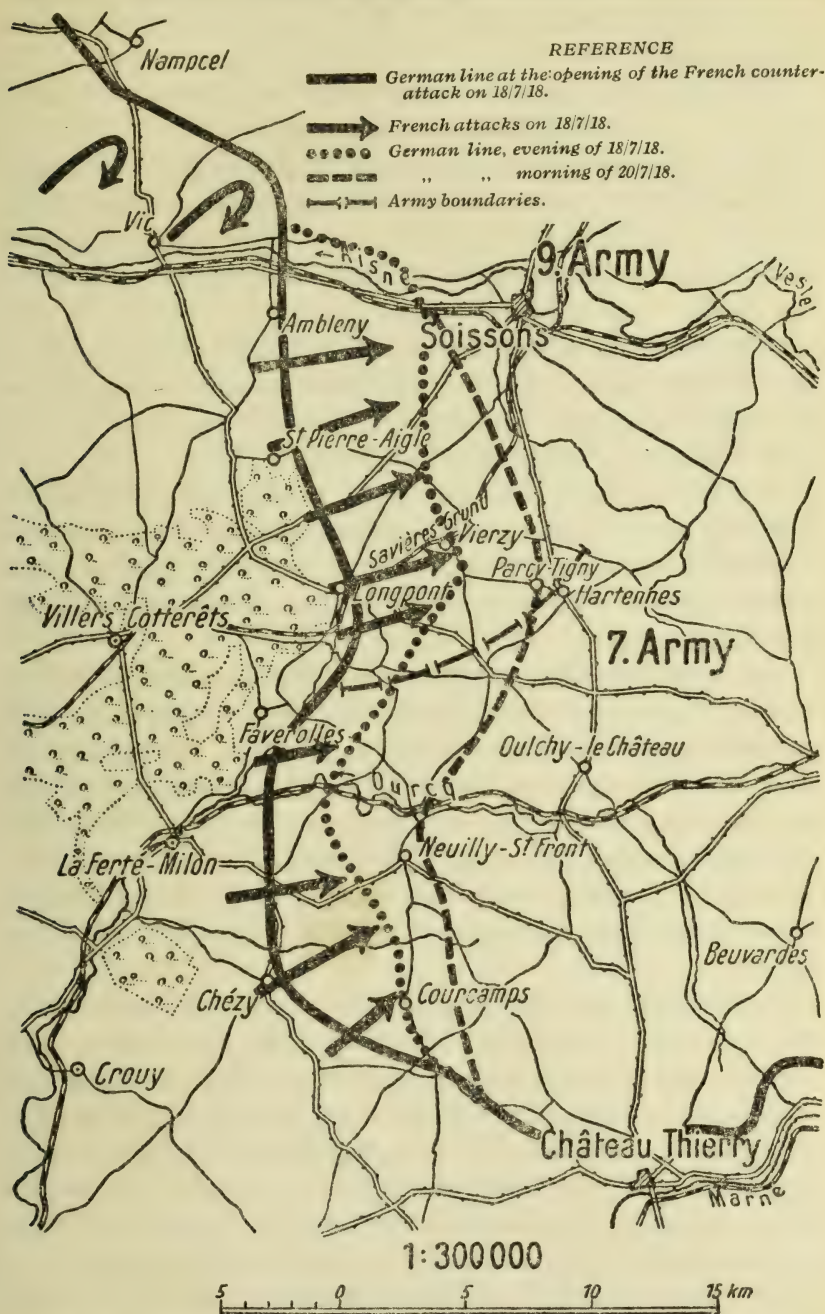 REFERENCE
German line at the opening of the French counter-
attack on 18/7/18.
French attacks on 18/7/18.
German line, evening of 18/7/18.
„ „ morning of 20/7/18.
Army boundaries.
Nampcel
Vic
Aisne
9. Army
Vesle
Ambleny
Soissons
St Pierre-Aigle
Savières-Grund
Vierzy
Parcy-Tigny
Longpont
Hartennes
Villers Cotterêts
7. Army
Faverolles
Oulchy-le Château
Ourcq
La Ferté-Milon
Neuilly-St Front
Beuvardes
Chézy
Courcamps
Crouy
Château Thierry
Marne
1:300000
5 0 5 10 15 km